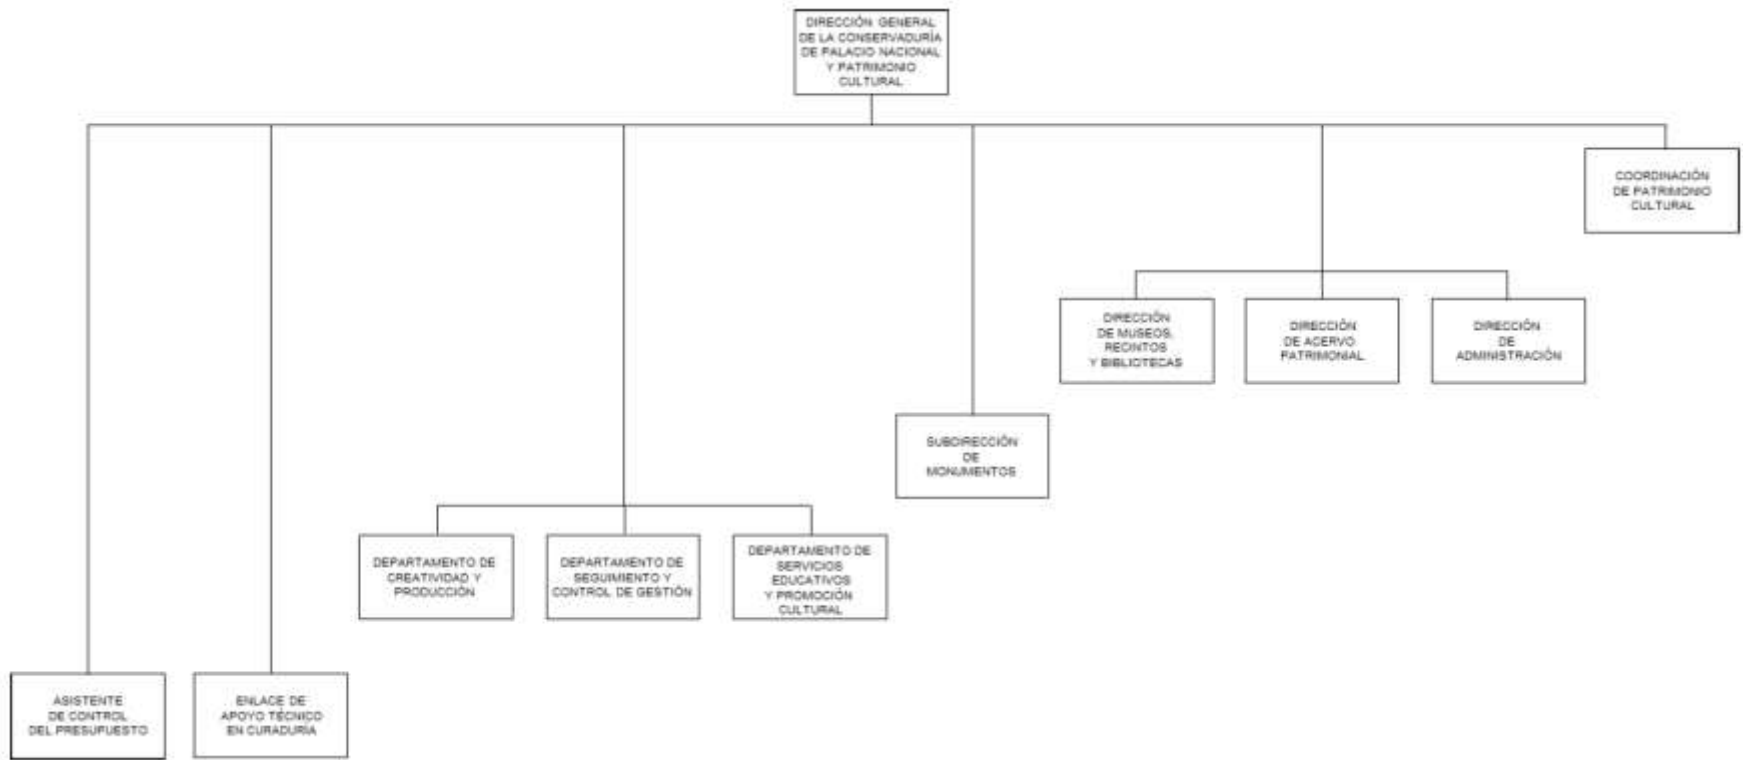 DIRECCIÓN GENERAL
DE LA CONSERVADURÍA
DE PALACIO NACIONAL
Y PATRIMONIO
CULTURAL
COORDINACIÓN
DE PATRIMONIO
CULTURAL
DIRECCIÓN
DE MUSEOS,
RECINTOS
Y BIBLIOTECAS
DIRECCIÓN
DE ACERVO
PATRIMONIAL
DIRECCIÓN
DE
ADMINISTRACIÓN
SUBDIRECCIÓN
DE
MONUMENTOS
DEPARTAMENTO DE
CREATIVIDAD Y
PRODUCCIÓN
DEPARTAMENTO DE
SEGUIMIENTO Y
CONTROL DE GESTIÓN
DEPARTAMENTO DE
SERVICIOS
EDUCATIVOS
Y PROMOCIÓN
CULTURAL
ASISTENTE
DE CONTROL
DEL PRESUPUESTO
ENLACE DE
APOYO TÉCNICO
EN CURADURÍA